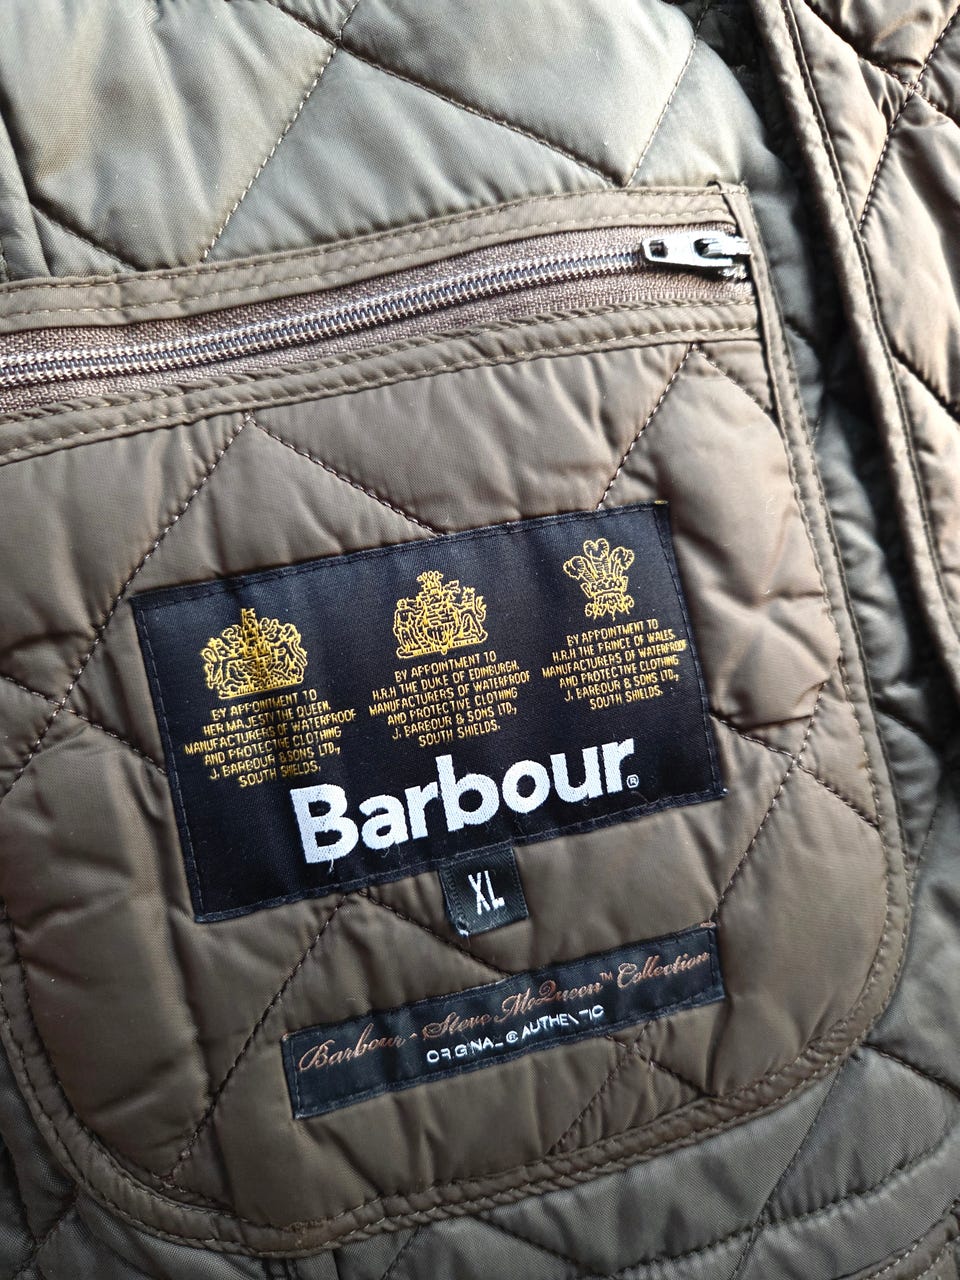 BY APPOINTMENT TO
HER MAJESTY THE QUEEN.
MANUFACTURERS OF WATERPROOF
AND PROTECTIVE CLOTHING
J. BARBOUR & SONS LTD.,
SOUTH SHIELDS.
BY APPOINTMENT TO
H.R.H THE DUKE OF EDINBURGH.
MANUFACTURERS OF WATERPROOF
AND PROTECTIVE CLOTHING
J. BARBOUR & SONS LTD,
SOUTH SHIELDS.
BY APPOINTMENT TO
H.R.H THE PRINCE OF WALES.
MANUFACTURERS OF WATERPROOF
AND PROTECTIVE CLOTHING
J. BARBOUR & SONS LTD,
SOUTH SHIELDS.
Barbour®
XL
Barbour - Steve McQueen™ Collection
ORIGINAL ® AUTHENTIC